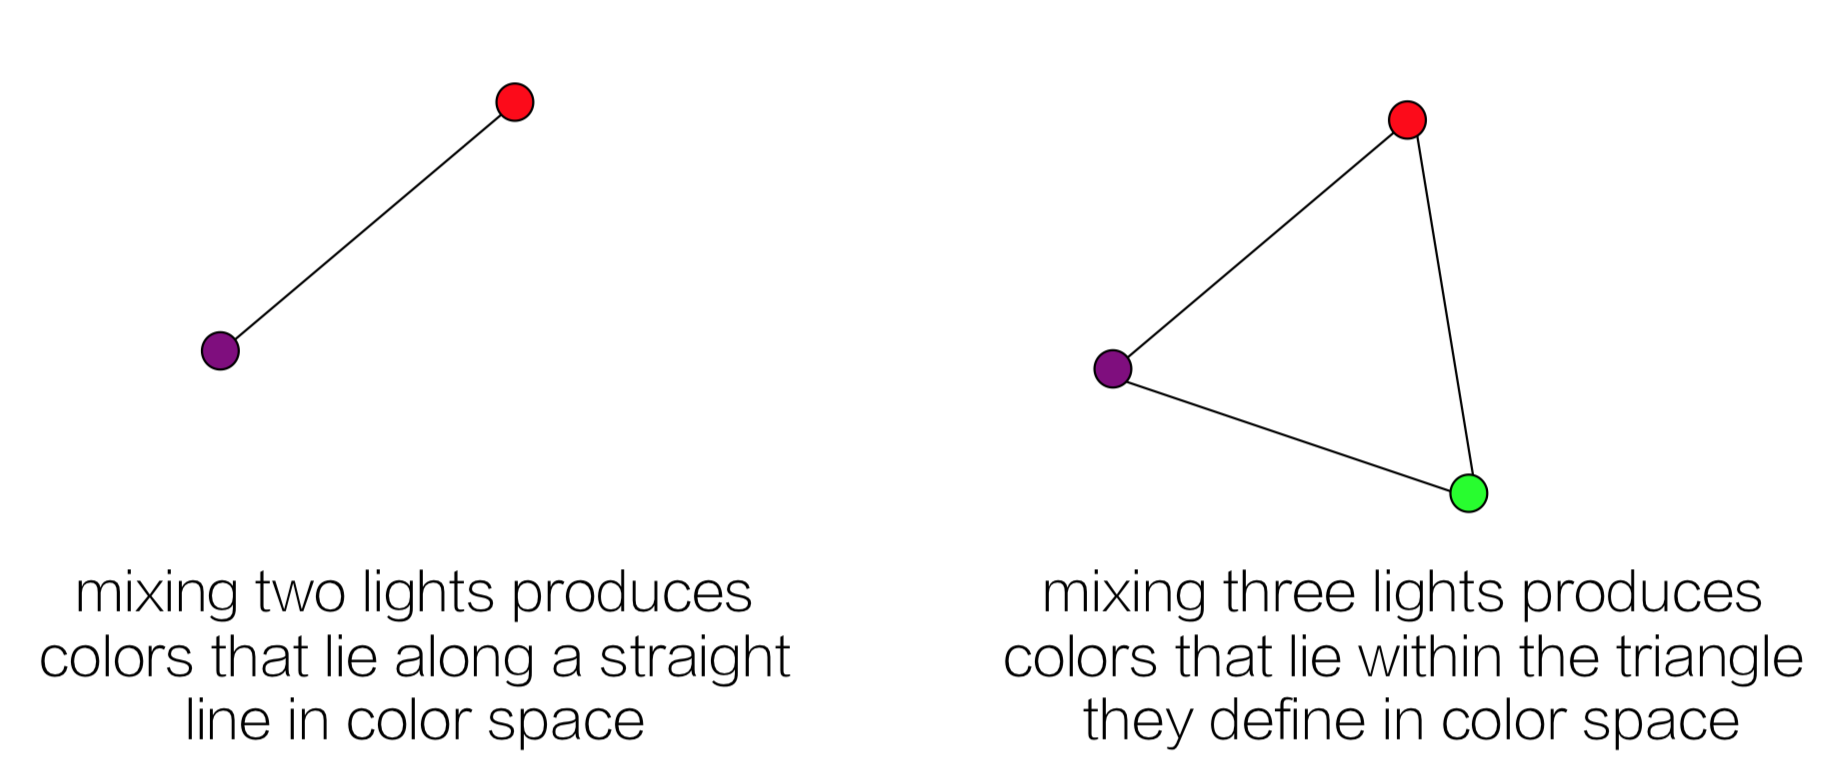 mixing two lights produces
colors that lie along a straight
line in color space
mixing three lights produces
colors that lie within the triangle
they define in color space